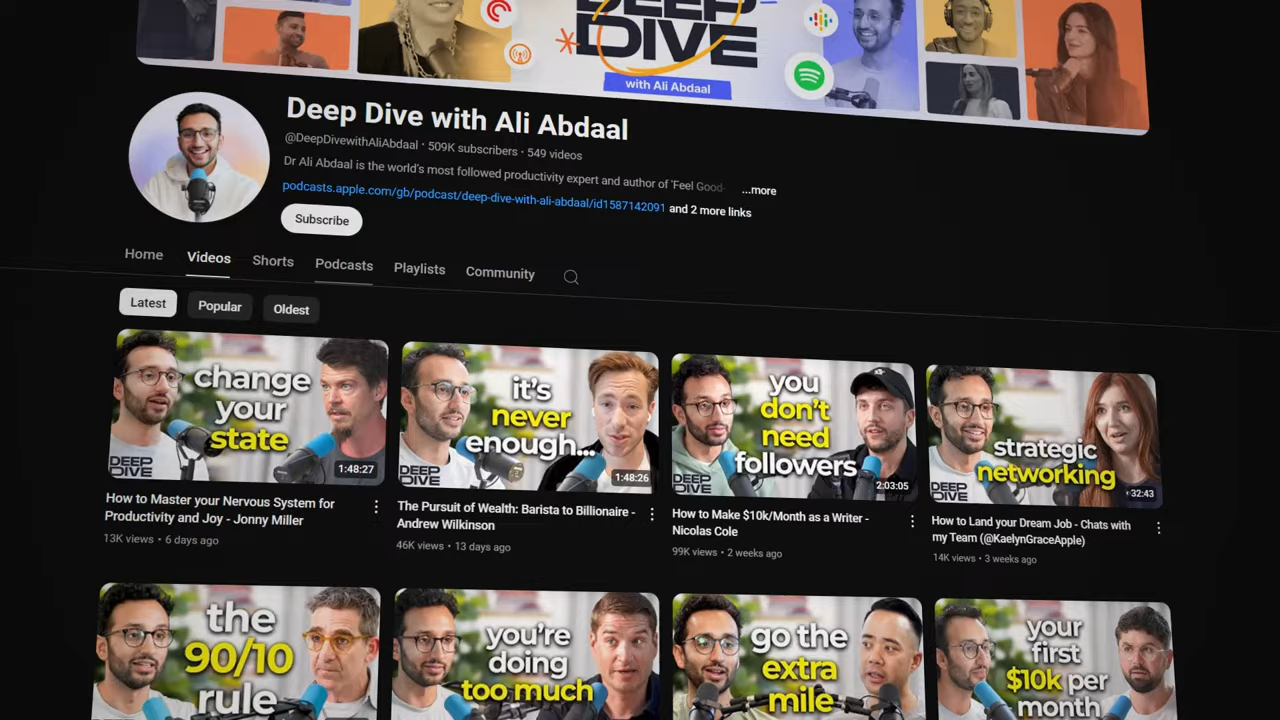 DEEP
DIVE
with Ali Abdaal
Deep Dive with Ali Abdaal
@DeepDivewithAliAbdaal • 509K subscribers • 549 videos
Dr Ali Abdaal is the world's most followed productivity expert and author of 'Feel Good- ...more
podcasts.apple.com/gb/podcast/deep-dive-with-ali-abdaal/id1587142091 and 2 more links
Subscribe
Home Videos Shorts Podcasts Playlists Community
Latest Popular Oldest
change
your
state
DEEP
DIVE
1:48:27
it's
never
enough...
DEEP
DIVE
1:48:26
you
don't
need
followers
DEEP
DIVE
2:03:05
strategic
networking
DEEP
DIVE
32:43
How to Master your Nervous System for
Productivity and Joy - Jonny Miller
13K views • 6 days ago
The Pursuit of Wealth: Barista to Billionaire -
Andrew Wilkinson
46K views • 13 days ago
How to Make $10k/Month as a Writer -
Nicolas Cole
99K views • 2 weeks ago
How to Land your Dream Job - Chats with
my Team (@KaelynGraceApple)
14K views • 3 weeks ago
the
90/10
rule
you're
doing
too much
go the
extra
mile
your
first
$10k per
month